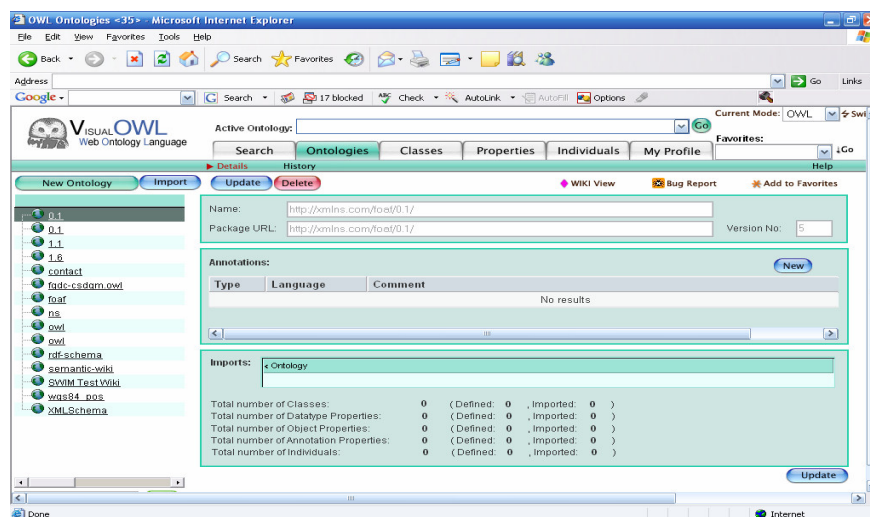 OWL Ontologies <35> - Microsoft Internet Explorer
File Edit View Favorites Tools Help
Back Search Favorites
Address Go Links
Google Search 17 blocked Check AutoLink AutoFill Options
VISUALOWL
Web Ontology Language
Active Ontology: Go
Current Mode: OWL Swi
Favorites:
Go
Search Ontologies Classes Properties Individuals My Profile
Details History Help
New Ontology Import Update Delete WIKI View Bug Report Add to Favorites
0.1
0.1
1.1
1.6
contact
fgdc-csdgm.owl
foaf
ns
owl
owl
rdf-schema
semantic-wiki
SWIM Test Wiki
wgs84_pos
XMLSchema
Name: http://xmlns.com/foaf/0.1/
Package URL: http://xmlns.com/foaf/0.1/ Version No: 5
Annotations: New
Type Language Comment
No results
Imports: < Ontology
Total number of Classes: 0 ( Defined: 0 , Imported: 0 )
Total number of Datatype Properties: 0 ( Defined: 0 , Imported: 0 )
Total number of Object Properties: 0 ( Defined: 0 , Imported: 0 )
Total number of Annotation Properties: 0 ( Defined: 0 , Imported: 0 )
Total number of Individuals: 0 ( Defined: 0 , Imported: 0 )
Update
Done Internet